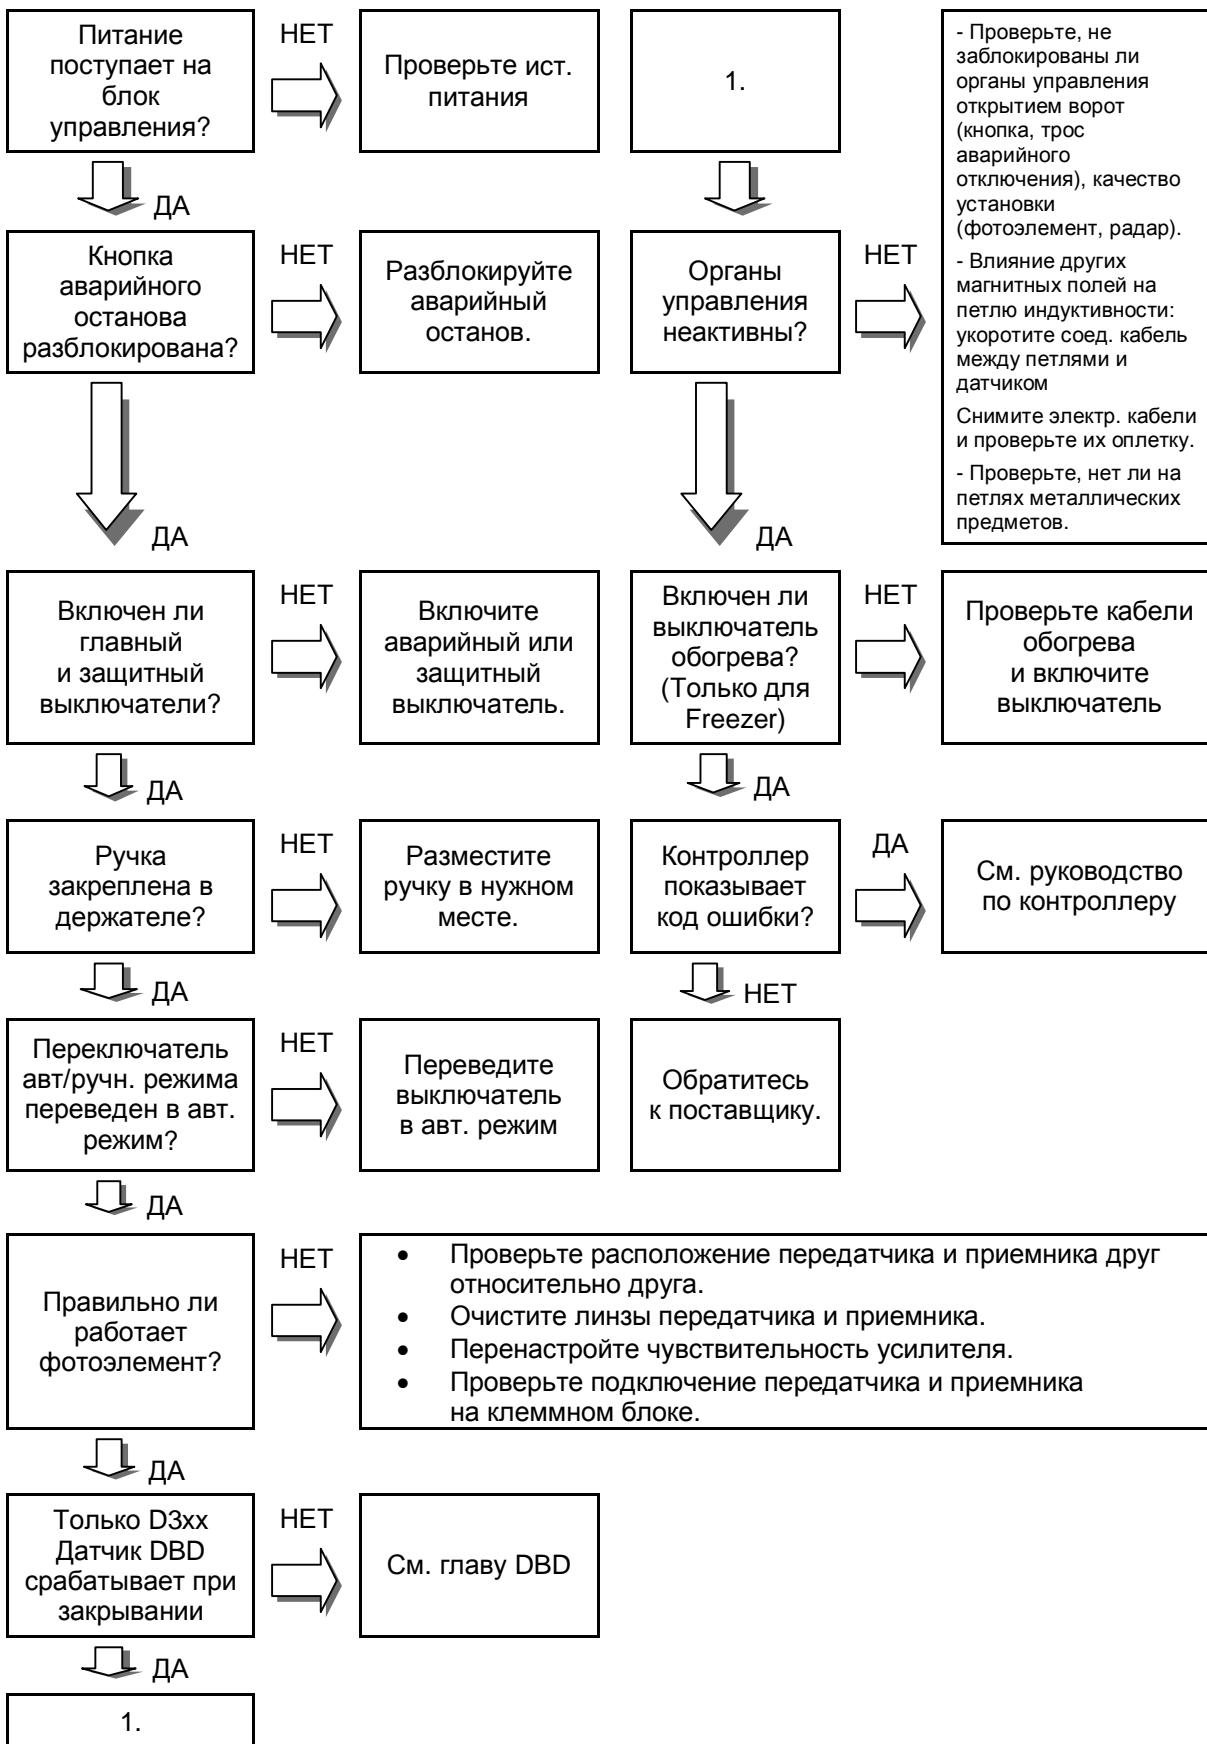 Питание
поступает на
блок
управления?
НЕТ
Проверьте ист.
питания
ДА
Кнопка
аварийного
останова
разблокирована?
НЕТ
Разблокируйте
аварийный
останов.
ДА
Включен ли
главный
и защитный
выключатели?
НЕТ
Включите
аварийный или
защитный
выключатель.
ДА
Ручка
закреплена в
держателе?
НЕТ
Разместите
ручку в нужном
месте.
ДА
Переключатель
авт/ручн. режима
переведен в авт.
режим?
НЕТ
Переведите
выключатель
в авт. режим
ДА
Правильно ли
работает
фотоэлемент?
НЕТ
• Проверьте расположение передатчика и приемника друг
относительно друга.
• Очистите линзы передатчика и приемника.
• Перенастройте чувствительность усилителя.
• Проверьте подключение передатчика и приемника
на клеммном блоке.
ДА
Только D3xx
Датчик DBD
срабатывает при
закрывании
НЕТ
См. главу DBD
ДА
1.
1.
Органы
управления
неактивны?
НЕТ
- Проверьте, не
заблокированы ли
органы управления
открытием ворот
(кнопка, трос
аварийного
отключения), качество
установки
(фотоэлемент, радар).
- Влияние других
магнитных полей на
петлю индуктивности:
укоротите соед. кабель
между петлями и
датчиком
Снимите электр. кабели
и проверьте их оплетку.
- Проверьте, нет ли на
петлях металлических
предметов.
ДА
Включен ли
выключатель
обогрева?
(Только для
Freezer)
НЕТ
Проверьте кабели
обогрева
и включите
выключатель
ДА
Контроллер
показывает
код ошибки?
ДА
См. руководство
по контроллеру
НЕТ
Обратитесь
к поставщику.